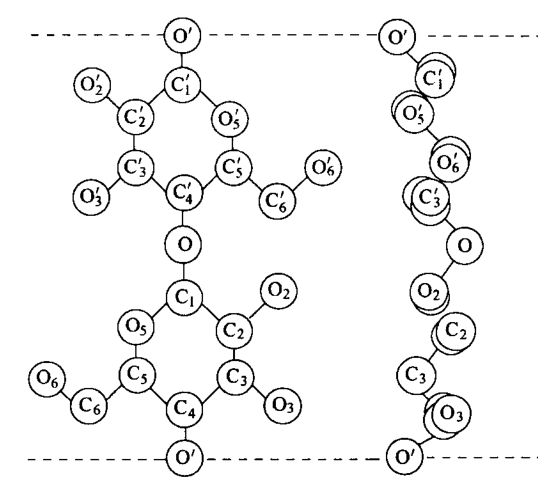 O′ O′
C′₁ C′₁
O′₂
C′₂ O′₅ O′₅
C′₃ C′₅ O′₆ O′₆
O′₃ C′₄ C′₆ C′₃
O O
C₁ O₂ O₂
O₅ C₂ C₂
O₆ C₅ C₃ C₃
C₆ C₄ O₃ O₃
O′ O′